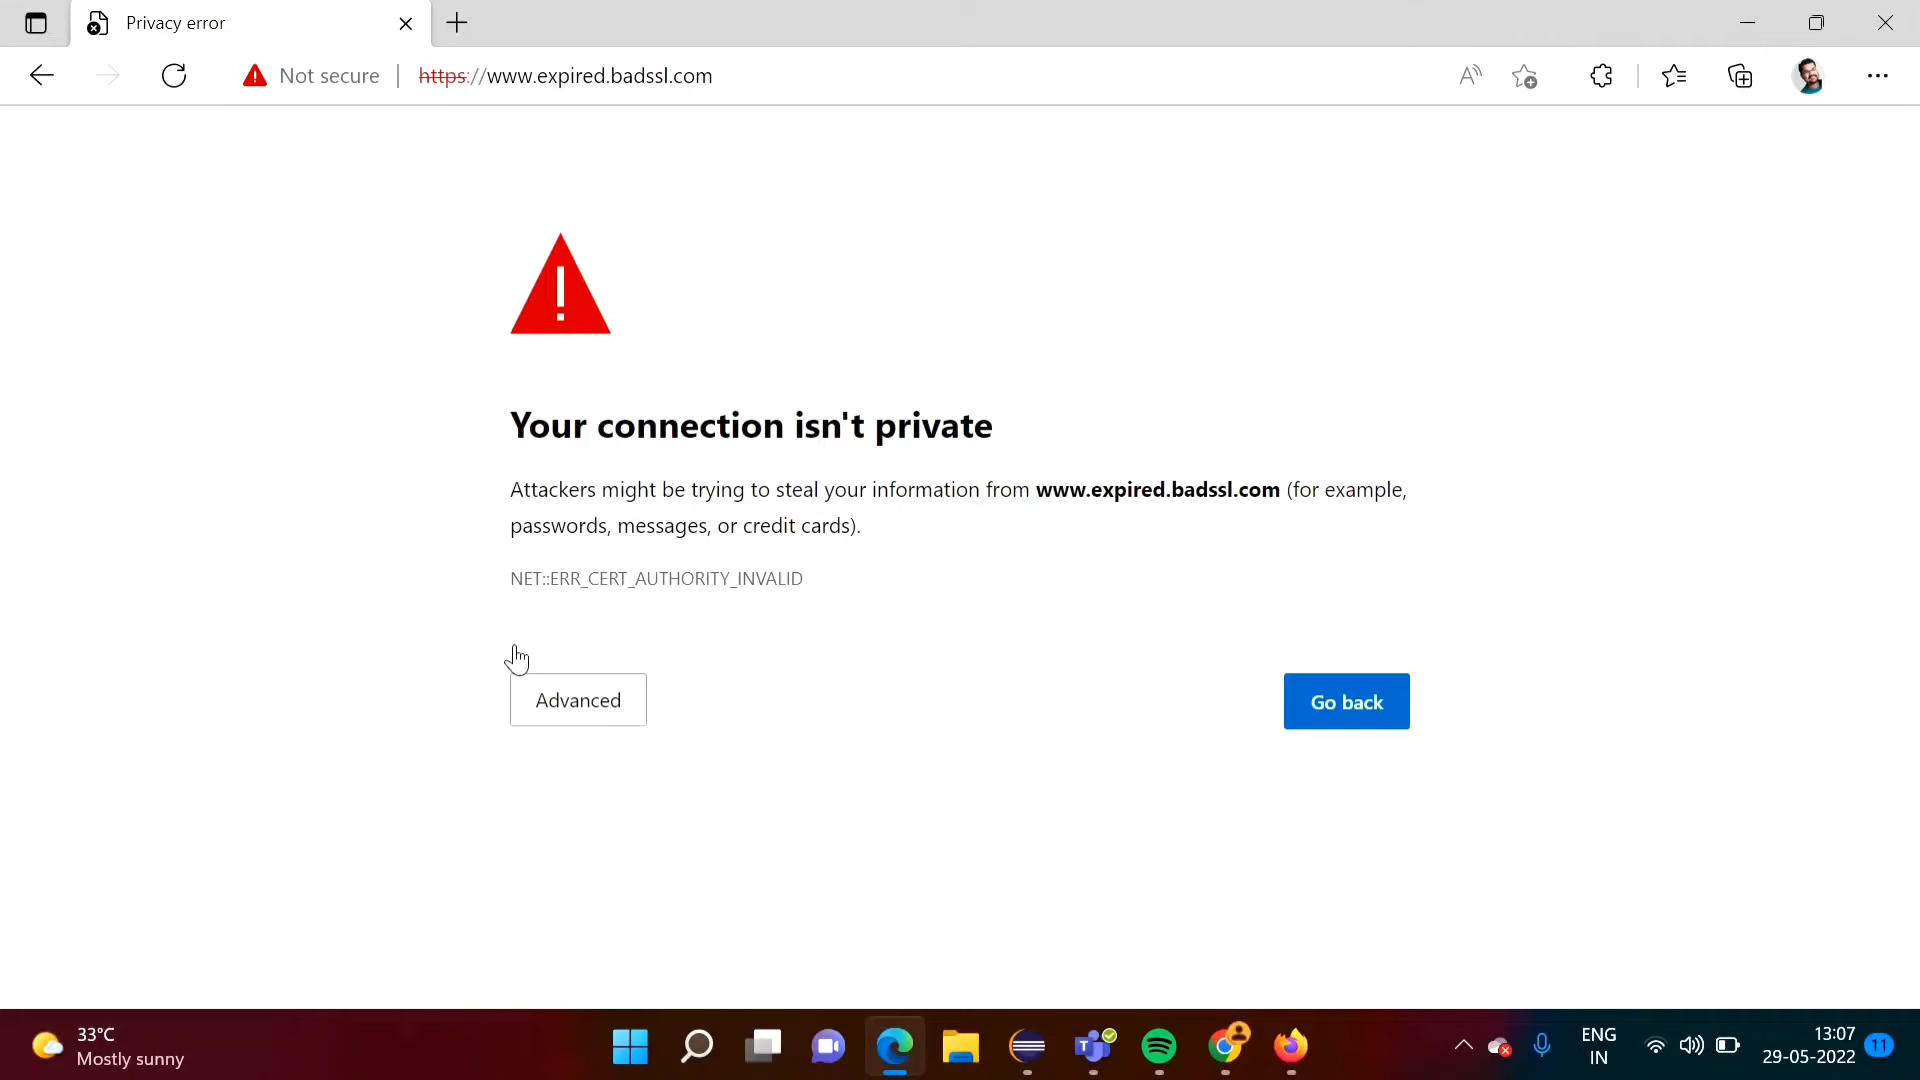 Privacy error
Not secure
https://www.expired.badssl.com
Your connection isn't private
Attackers might be trying to steal your information from www.expired.badssl.com (for example,
passwords, messages, or credit cards).
NET::ERR_CERT_AUTHORITY_INVALID
Advanced
Go back
33°C
Mostly sunny
ENG
IN
13:07
29-05-2022
11